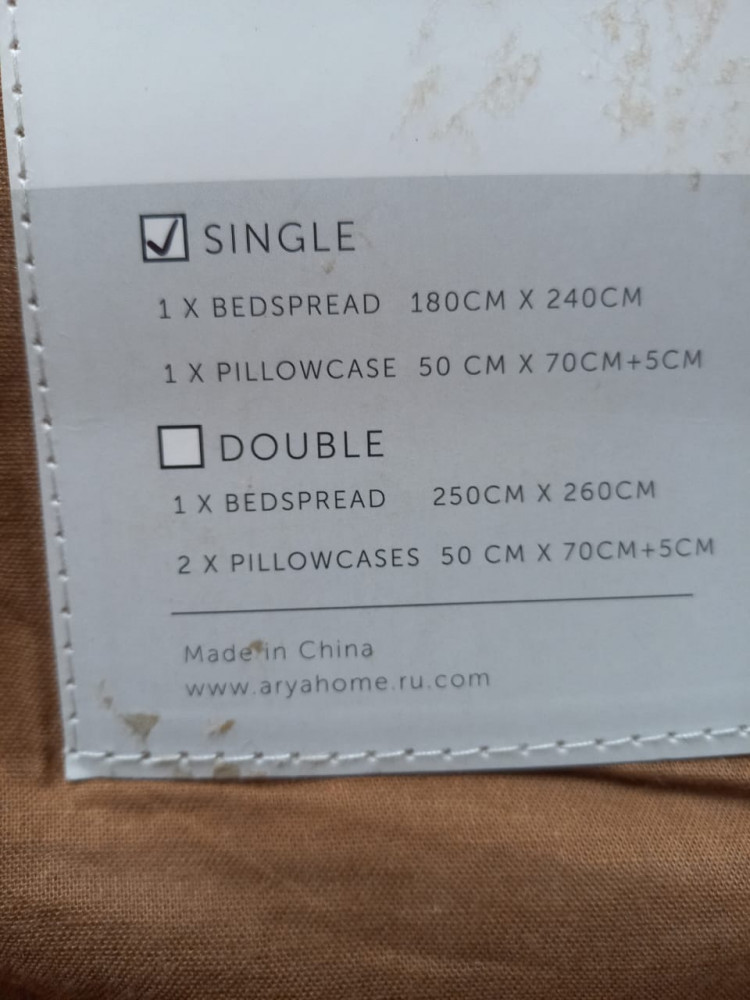 SINGLE
1 X BEDSPREAD 180CM X 240CM
1 X PILLOWCASE 50 CM X 70CM+5CM
DOUBLE
1 X BEDSPREAD 250CM X 260CM
2 X PILLOWCASES 50 CM X 70CM+5CM
Made in China
www.aryahome.ru.com